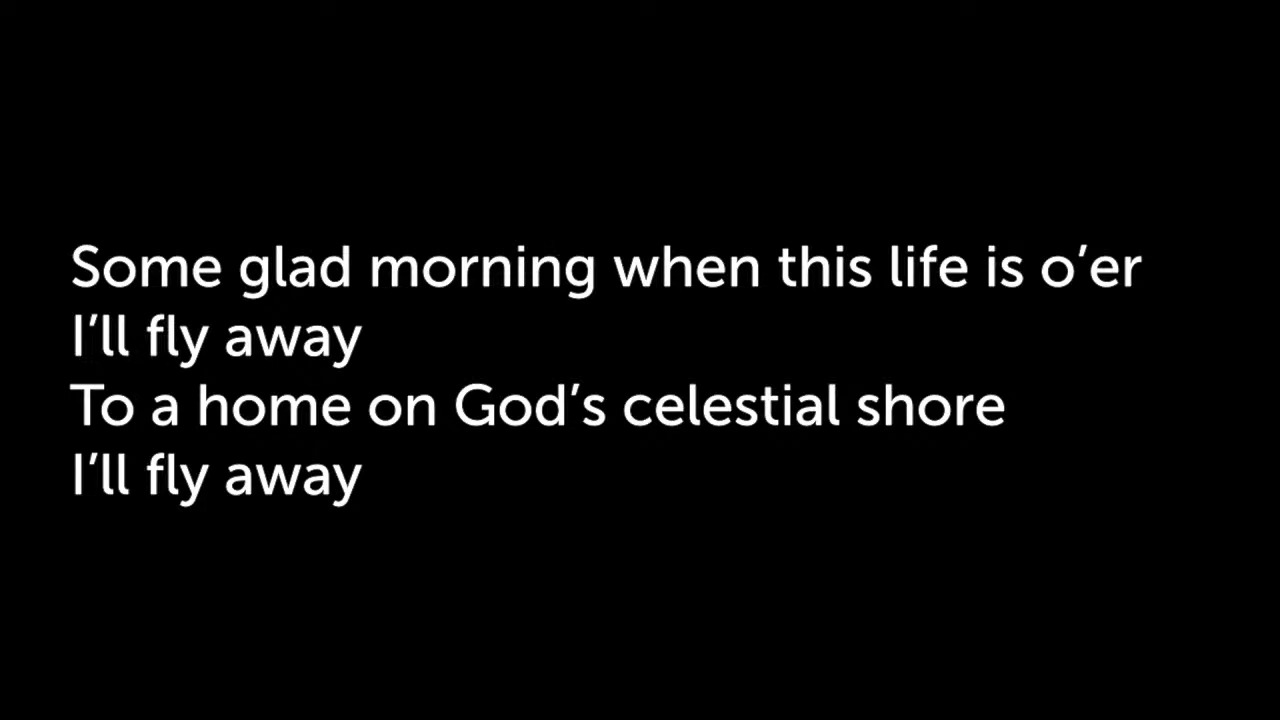 Some glad morning when this life is o’er
I’ll fly away
To a home on God’s celestial shore
I’ll fly away